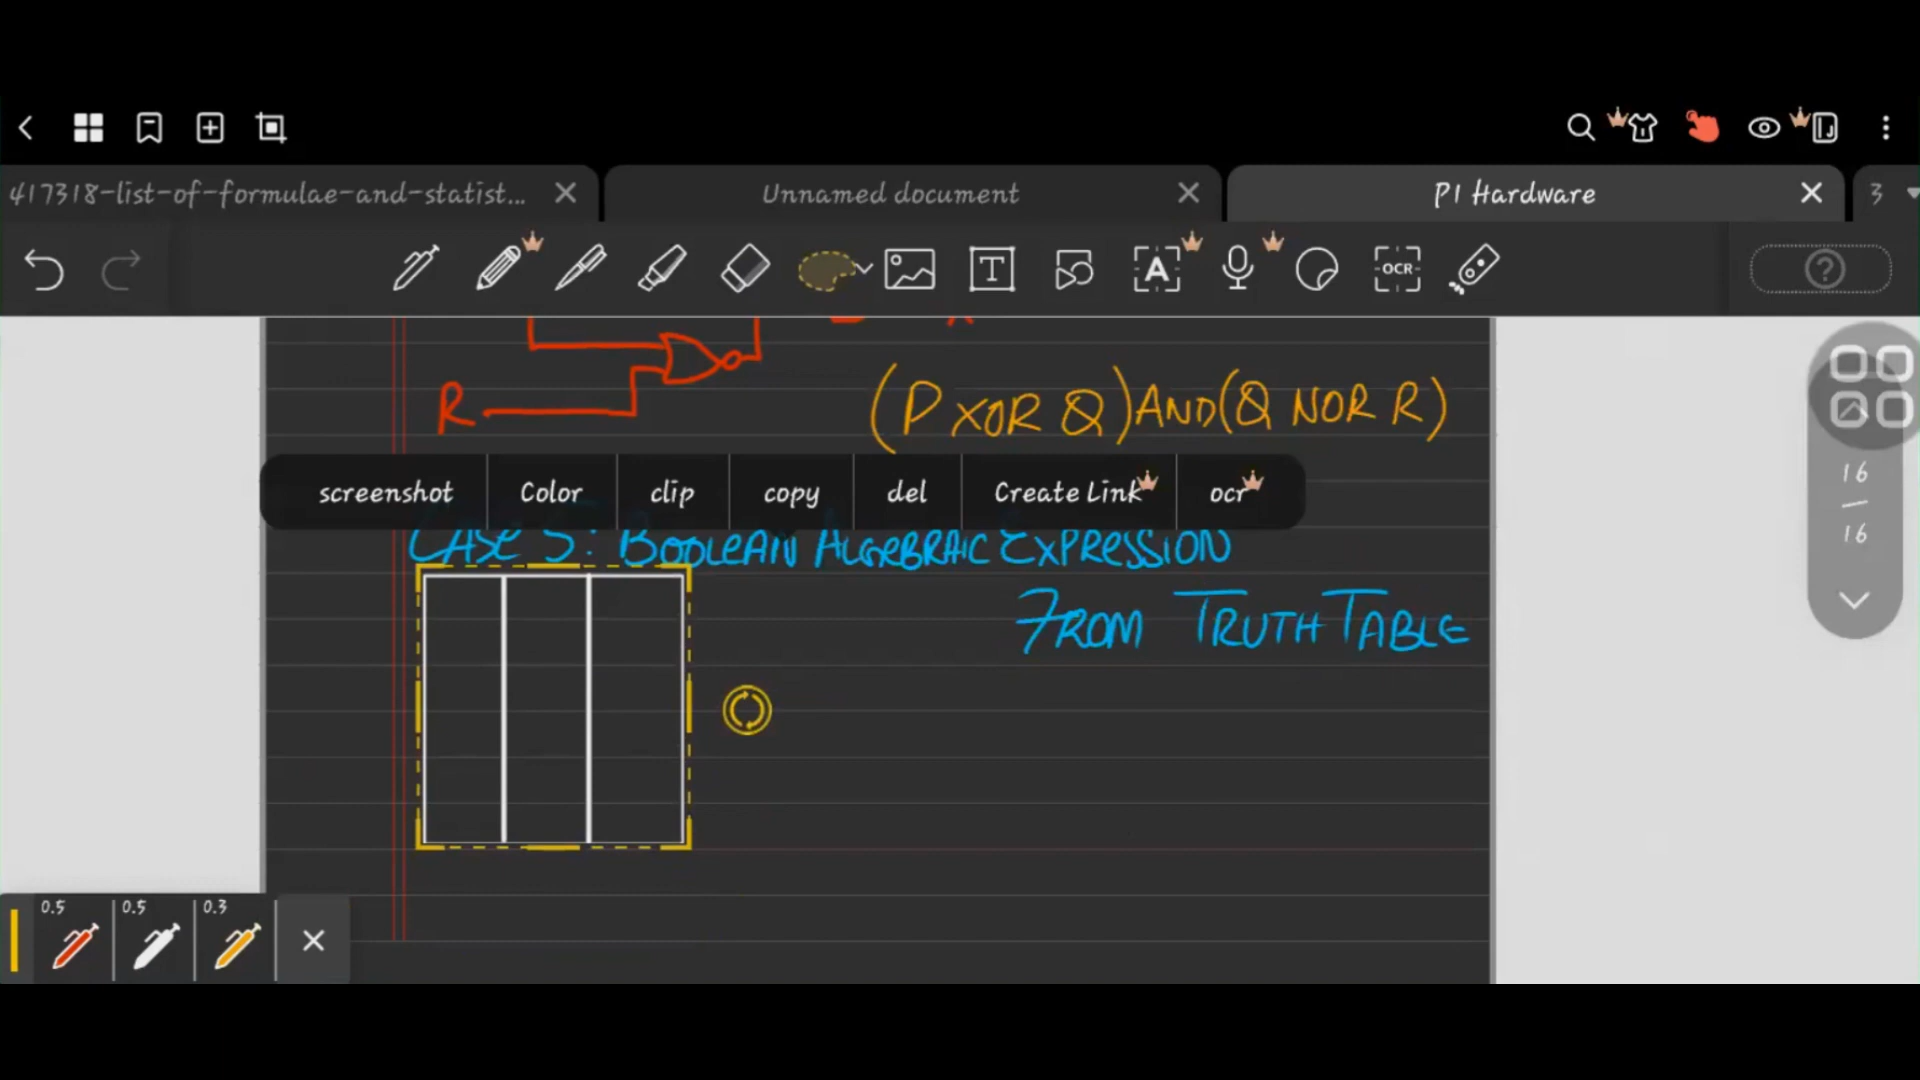 417318-list-of-formulae-and-statist...
Unnamed document
P1 Hardware
3
A
OCR
T
?
R
(P XOR Q) AND (Q NOR R)
screenshot
Color
clip
copy
del
Create Link
ocr
CASE 5: BOOLEAN ALGEBRAIC EXPRESSION
FROM TRUTH TABLE
16
16
0.5
0.5
0.3